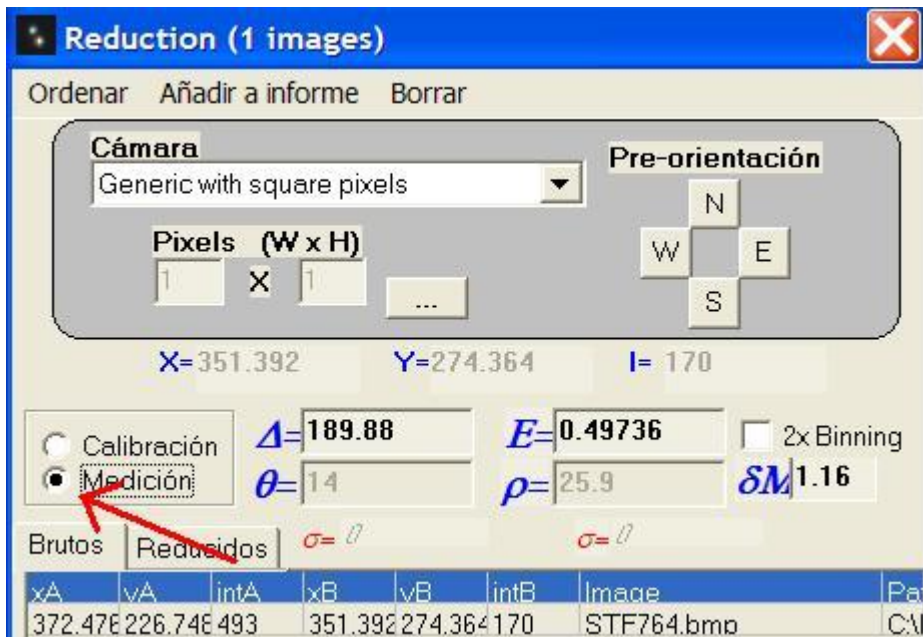 Reduction (1 images)
Ordenar Añadir a informe Borrar
Cámara
Pre-orientación
Generic with square pixels
N
Pixels (W x H)
W E
1 X 1 ...
S
X= 351.392 Y= 274.364 I= 170
Calibración Δ= 189.88 E= 0.49736 2x Binning
Medición θ= 14 ρ= 25.9 δM 1.16
Brutos Reducidos σ= 0 σ= 0
xA yA intA xB yB intB Image Pa
372.476 226.748 493 351.392 274.364 170 STF764.bmp C:\